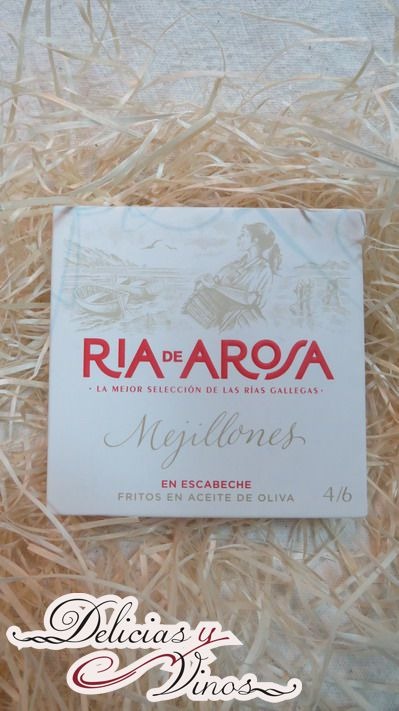 RIA DE AROSA
· LA MEJOR SELECCIÓN DE LAS RÍAS GALLEGAS ·
Mejillones
EN ESCABECHE
FRITOS EN ACEITE DE OLIVA 4/6
Delicias y
Vinos